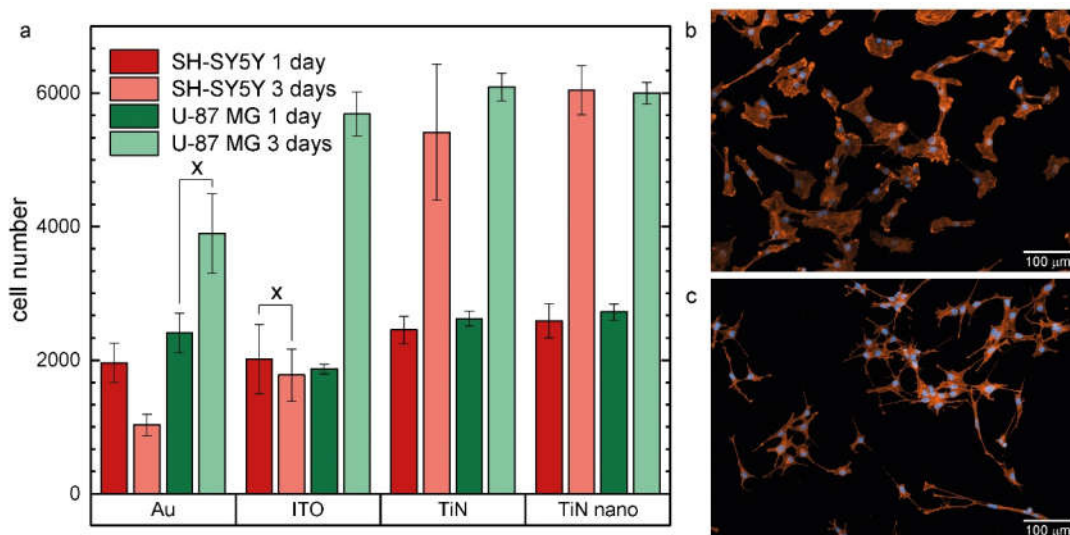 a
SH-SY5Y 1 day
SH-SY5Y 3 days
U-87 MG 1 day
U-87 MG 3 days
x
x
cell number
6000
4000
2000
0
Au
ITO
TiN
TiN nano
b
100 μm
c
100 μm